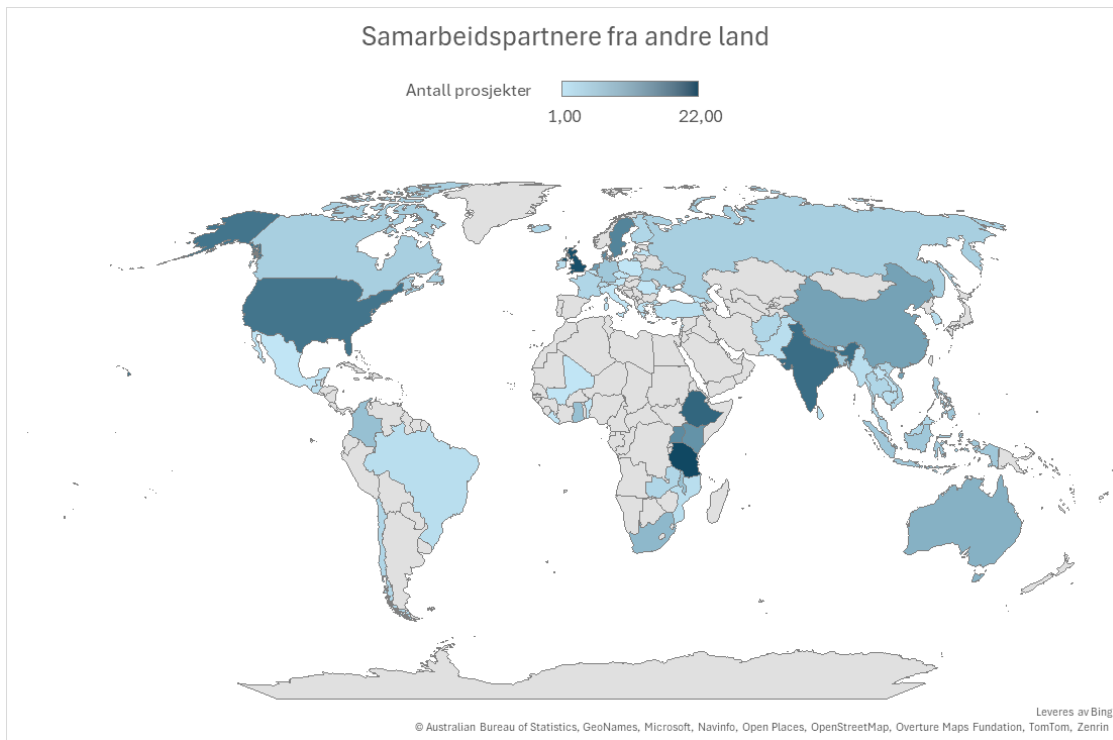 Samarbeidspartnere fra andre land
Antall prosjekter
1,00 22,00
Leveres av Bing
© Australian Bureau of Statistics, GeoNames, Microsoft, Navinfo, Open Places, OpenStreetMap, Overture Maps Fundation, TomTom, Zenrin